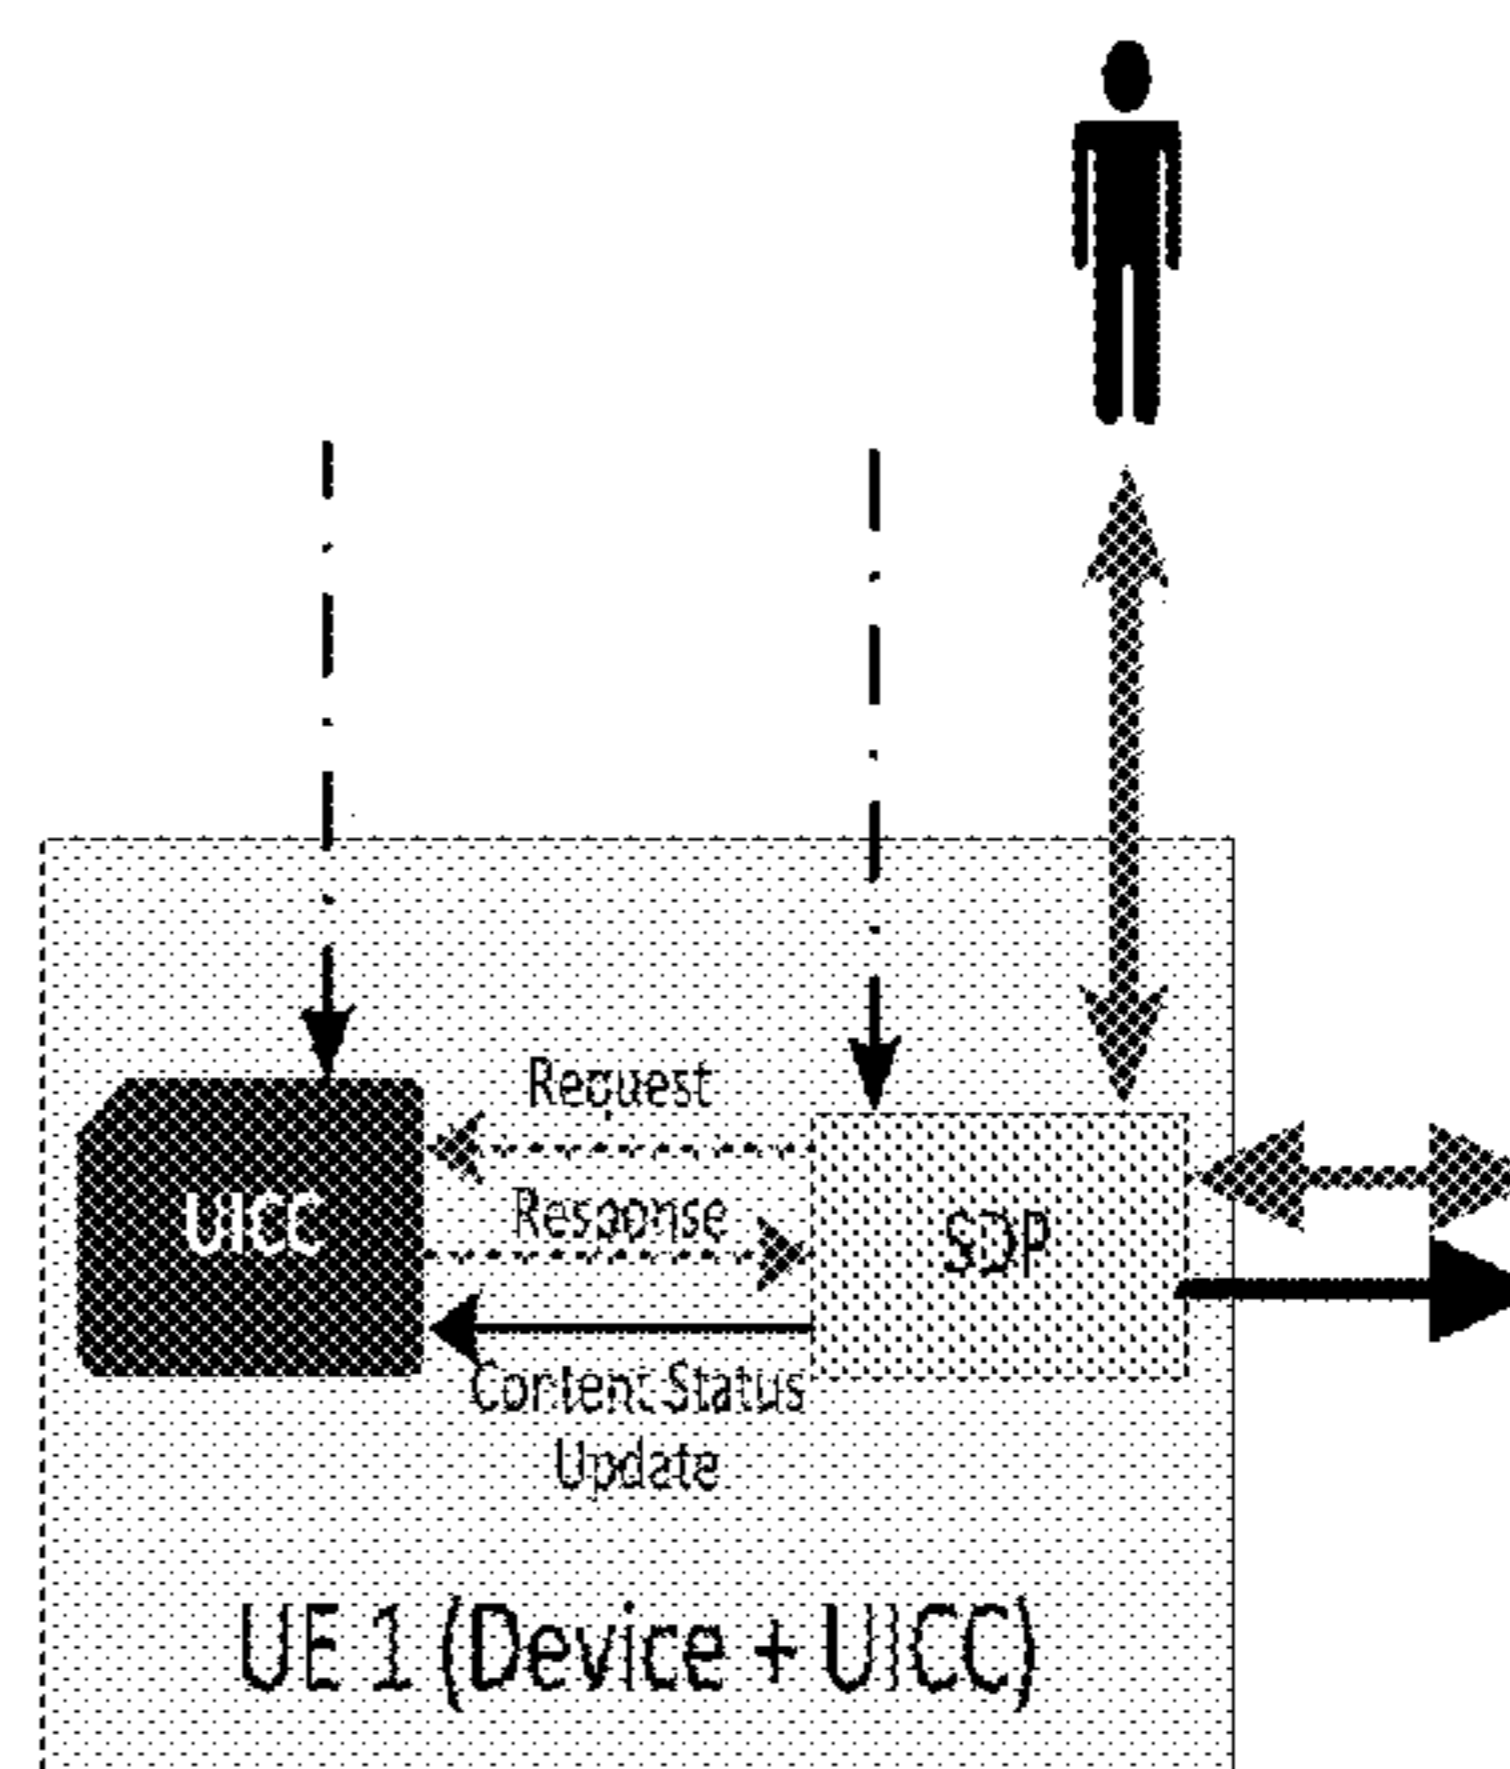 Request
UICC
Response
SDP
Content Status
Update
UE 1 (Device + UICC)